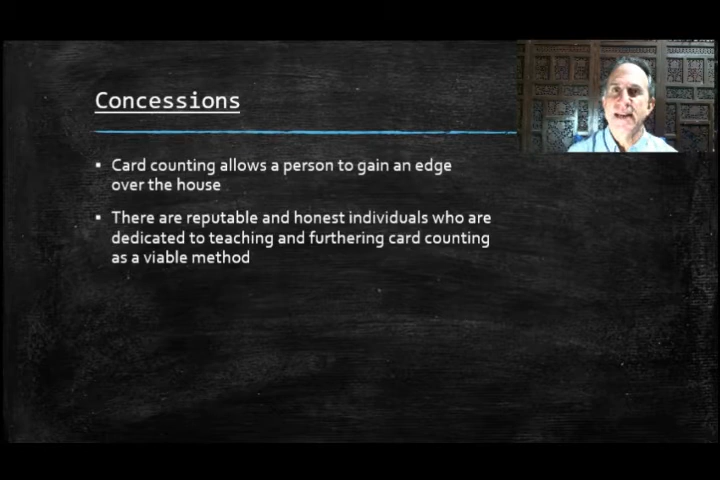 Concessions
▪ Card counting allows a person to gain an edge
over the house
▪ There are reputable and honest individuals who are
dedicated to teaching and furthering card counting
as a viable method